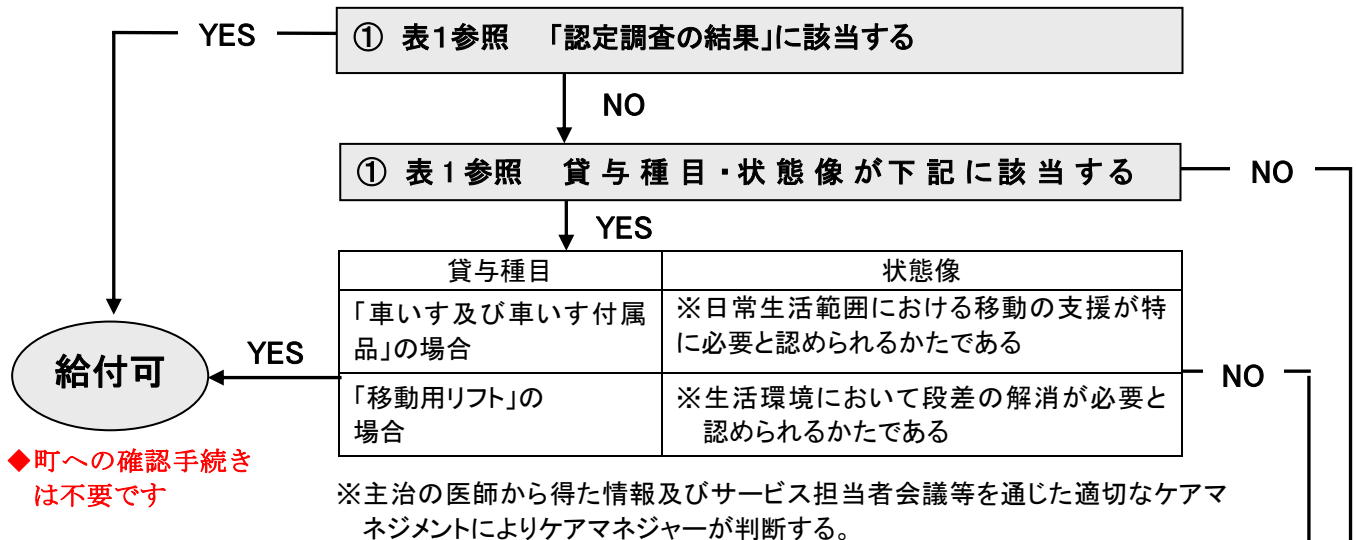 YES
① 表1参照 「認定調査の結果」に該当する
NO
① 表1参照 貸与種目・状態像が下記に該当する
NO
YES
貸与種目
状態像
「車いす及び車いす付属
品」の場合
※日常生活範囲における移動の支援が特
に必要と認められるかたである
給付可
YES
NO
「移動用リフト」の
場合
※生活環境において段差の解消が必要と
認められるかたである
◆町への確認手続き
は不要です
※主治の医師から得た情報及びサービス担当者会議等を通じた適切なケアマ
ネジメントによりケアマネジャーが判断する。